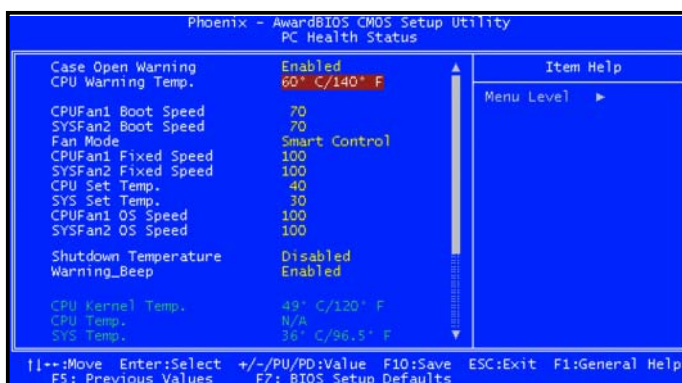 Phoenix - AwardBIOS CMOS Setup Utility
PC Health Status
Case Open Warning Enabled
CPU Warning Temp. 60° C/140° F
CPUFan1 Boot Speed 70
SYSFan2 Boot Speed 70
Fan Mode Smart Control
CPUFan1 Fixed Speed 100
SYSFan2 Fixed Speed 100
CPU Set Temp. 40
SYS Set Temp. 30
CPUFan1 OS Speed 100
SYSFan2 OS Speed 100
Shutdown Temperature Disabled
Warning_Beep Enabled
CPU Kernel Temp. 49° C/120° F
CPU Temp. N/A
SYS Temp. 36° C/96.5° F
Item Help
Menu Level ▶
↑↓←→:Move Enter:Select +/-/PU/PD:Value F10:Save ESC:Exit F1:General Help
F5: Previous Values F7: BIOS Setup Defaults